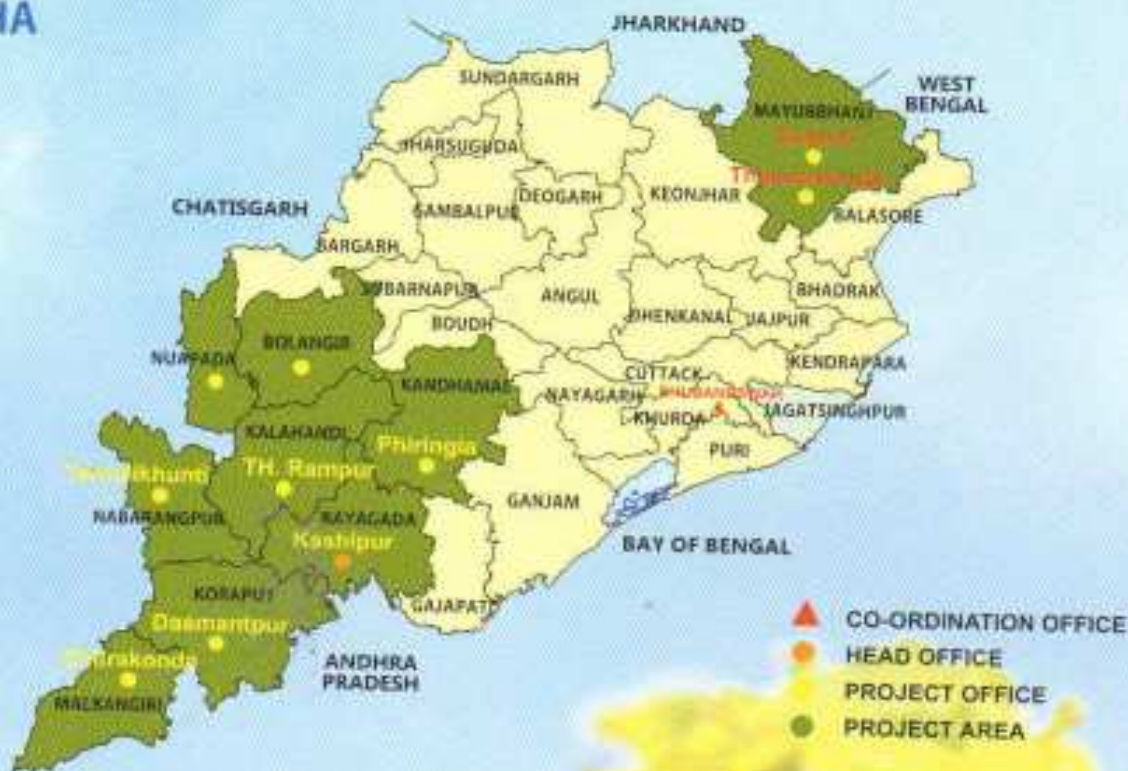 HA
JHARKHAND
SUNDARGARH
WEST
BENGAL
MAYURBHANJ
JHARSUGUDA
DEOGARH
KEONJHAR
CHATISGARH
SAMBALPUR
BALASORE
BARGARH
SUBARNAPUR
ANGUL
BHADRAK
BOUDH
DHENKANAL
JAJPUR
BOLANGIR
NUAPADA
KENDRAPARA
CUTTACK
KANDHAMAL
NAYAGARH
BHUBANESWAR
KHURDA
JAGATSINGHPUR
KALAHANDI
Phiringia
PURI
TH. Rampur
GANJAM
NABARANGPUR
RAYAGADA
Kashipur
BAY OF BENGAL
KORAPUT
GAJAPATI
Dasmantpur
ANDHRA
PRADESH
MALKANGIRI
CO-ORDINATION OFFICE
HEAD OFFICE
PROJECT OFFICE
PROJECT AREA